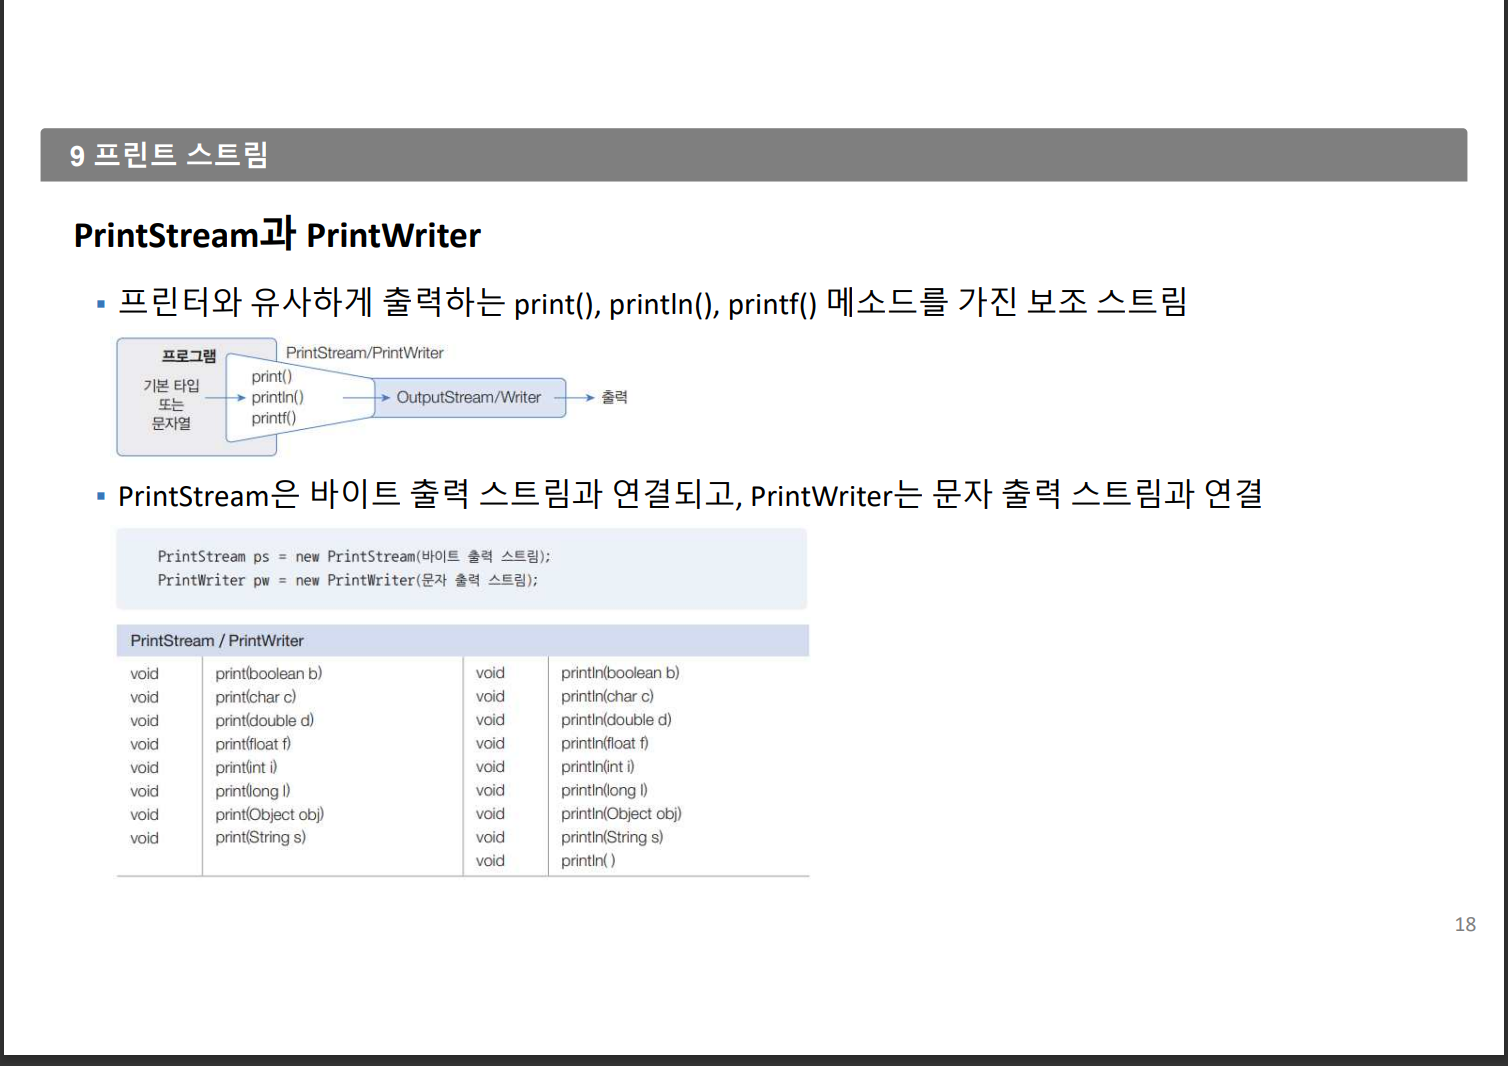 9 프린트 스트림
PrintStream과 PrintWriter
▪ 프린터와 유사하게 출력하는 print(), println(), printf() 메소드를 가진 보조 스트림
프로그램
기본 타입
또는
문자열
PrintStream/PrintWriter
print()
println()
printf()
OutputStream/Writer
출력
▪ PrintStream은 바이트 출력 스트림과 연결되고, PrintWriter는 문자 출력 스트림과 연결
PrintStream ps = new PrintStream(바이트 출력 스트림);
PrintWriter pw = new PrintWriter(문자 출력 스트림);
PrintStream / PrintWriter
void print(boolean b) void println(boolean b)
void print(char c) void println(char c)
void print(double d) void println(double d)
void print(float f) void println(float f)
void print(int i) void println(int i)
void print(long l) void println(long l)
void print(Object obj) void println(Object obj)
void print(String s) void println(String s)
void println( )
18